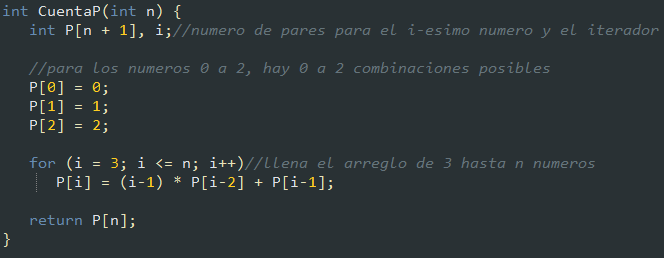 int CuentaP(int n) {
int P[n + 1], i;//numero de pares para el i-esimo numero y el iterador
//para los numeros 0 a 2, hay 0 a 2 combinaciones posibles
P[0] = 0;
P[1] = 1;
P[2] = 2;
for (i = 3; i <= n; i++)//llena el arreglo de 3 hasta n numeros
P[i] = (i-1) * P[i-2] + P[i-1];
return P[n];
}